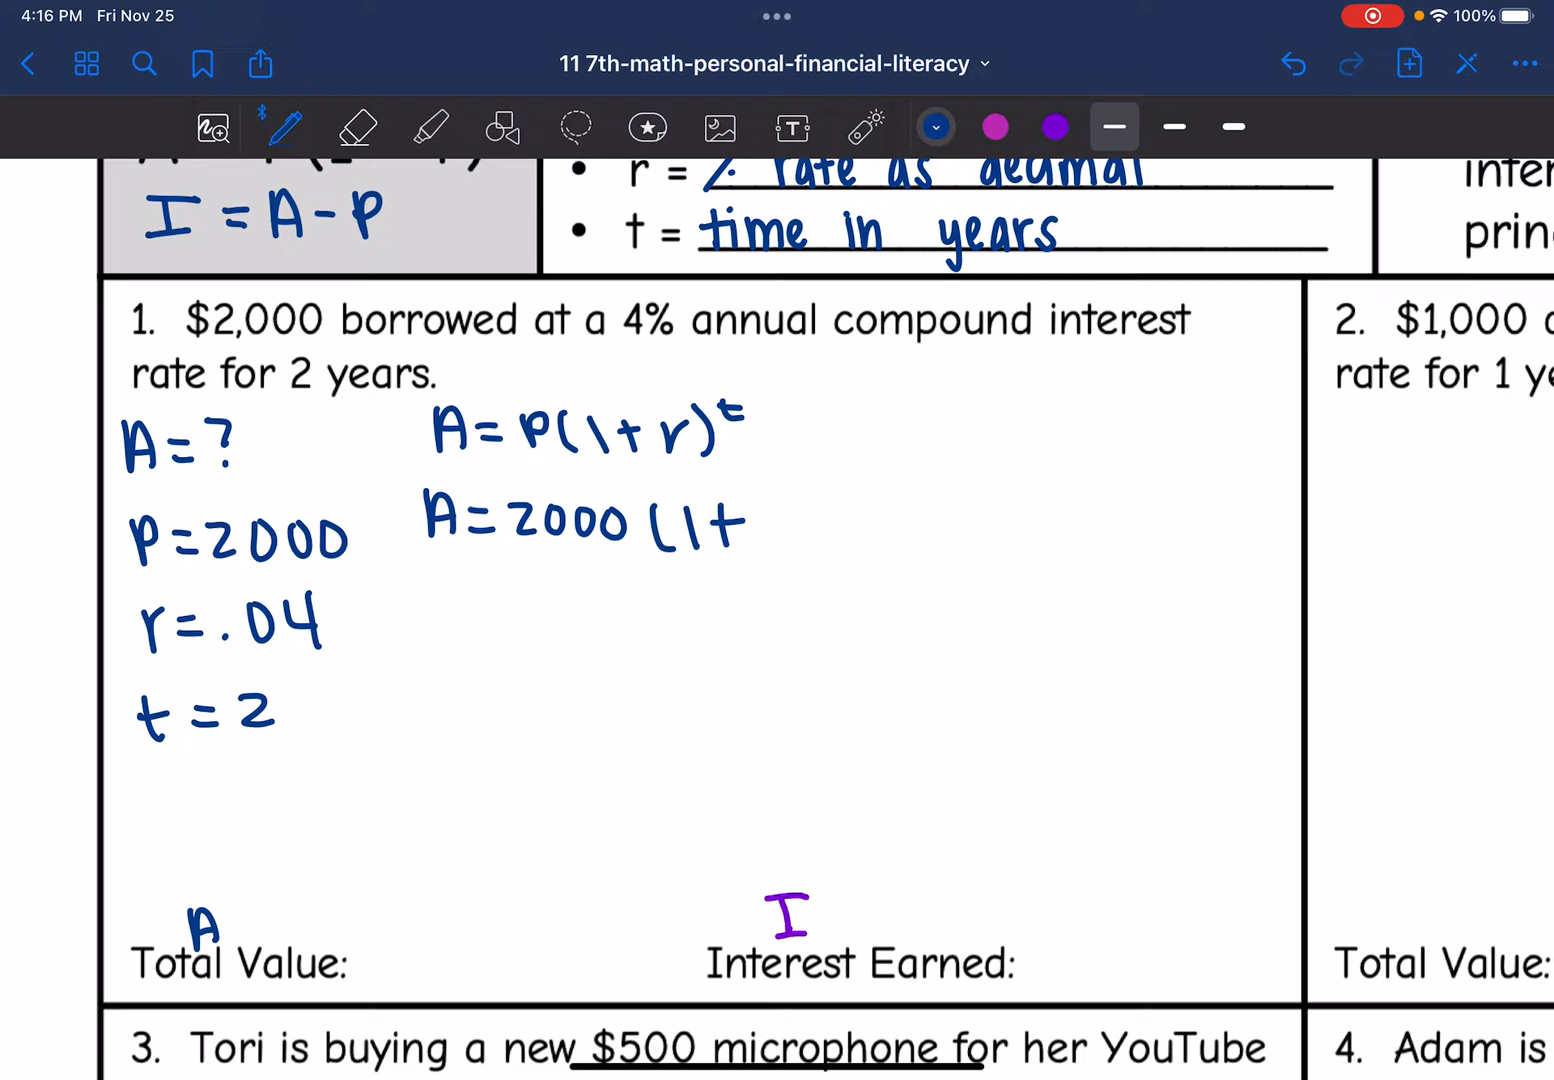 4:16 PM Fri Nov 25
100%
11 7th-math-personal-financial-literacy
I = A - P
• r = % rate as decimal
• t = time in years
1. $2,000 borrowed at a 4% annual compound interest
rate for 2 years.
A = ?
P = 2000
r = .04
t = 2
A = P(1 + r)^t
A = 2000 (1 +
A
Total Value:
I
Interest Earned:
2. $1,000
rate for 1
Total Value:
3. Tori is buying a new $500 microphone for her YouTube
4. Adam is